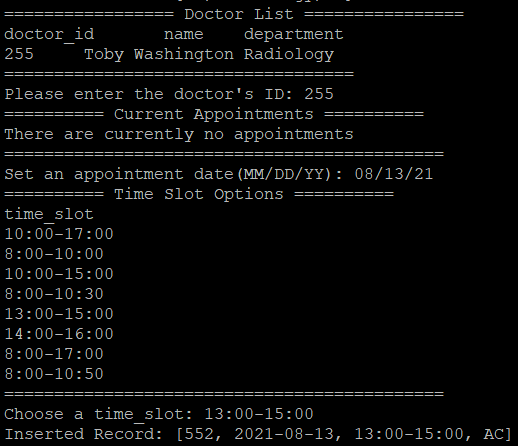 ================= Doctor List ================
doctor_id       name    department
255     Toby Washington Radiology
===================================
Please enter the doctor's ID: 255
========== Current Appointments ==========
There are currently no appointments
============================================
Set an appointment date(MM/DD/YY): 08/13/21
========== Time Slot Options ==========
time_slot
10:00-17:00
8:00-10:00
10:00-15:00
8:00-10:30
13:00-15:00
14:00-16:00
8:00-17:00
8:00-10:50
============================================
Choose a time_slot: 13:00-15:00
Inserted Record: [552, 2021-08-13, 13:00-15:00, AC]